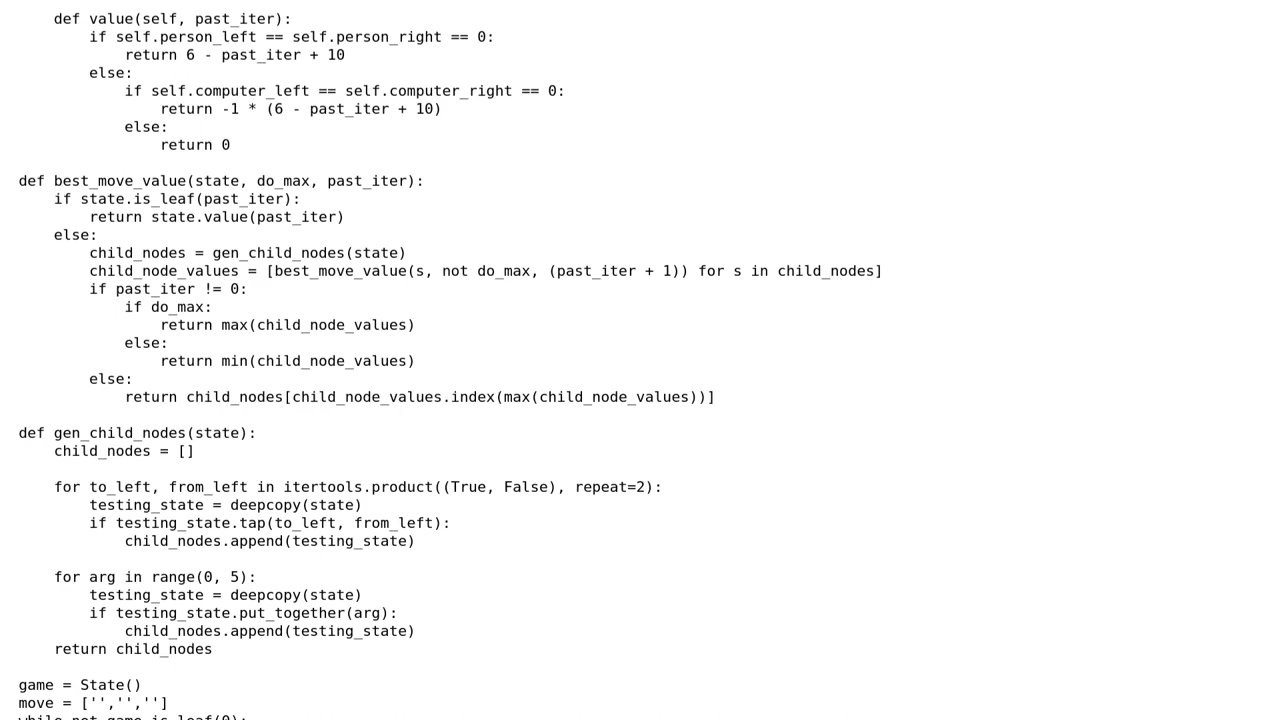 def value(self, past_iter):
        if self.person_left == self.person_right == 0:
            return 6 - past_iter + 10
        else:
            if self.computer_left == self.computer_right == 0:
                return -1 * (6 - past_iter + 10)
            else:
                return 0

def best_move_value(state, do_max, past_iter):
    if state.is_leaf(past_iter):
        return state.value(past_iter)
    else:
        child_nodes = gen_child_nodes(state)
        child_node_values = [best_move_value(s, not do_max, (past_iter + 1)) for s in child_nodes]
        if past_iter != 0:
            if do_max:
                return max(child_node_values)
            else:
                return min(child_node_values)
        else:
            return child_nodes[child_node_values.index(max(child_node_values))]

def gen_child_nodes(state):
    child_nodes = []

    for to_left, from_left in itertools.product((True, False), repeat=2):
        testing_state = deepcopy(state)
        if testing_state.tap(to_left, from_left):
            child_nodes.append(testing_state)

    for arg in range(0, 5):
        testing_state = deepcopy(state)
        if testing_state.put_together(arg):
            child_nodes.append(testing_state)
    return child_nodes

game = State()
move = ['','','']
while not game.is_leaf(0):